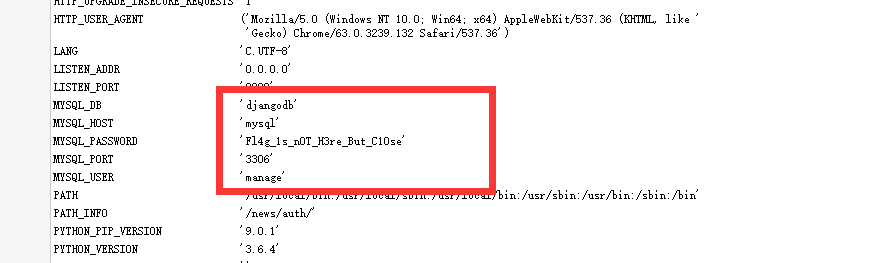 HTTP_UPGRADE_INSECURE_REQUESTS '1'
HTTP_USER_AGENT ('Mozilla/5.0 (Windows NT 10.0; Win64; x64) AppleWebKit/537.36 (KHTML, like '
'Gecko) Chrome/63.0.3239.132 Safari/537.36')
LANG 'C.UTF-8'
LISTEN_ADDR '0.0.0.0'
LISTEN_PORT
MYSQL_DB 'djangodb'
MYSQL_HOST 'mysql'
MYSQL_PASSWORD 'Fl4g_1s_n0T_H3re_But_C10se'
MYSQL_PORT '3306'
MYSQL_USER 'manage'
PATH '/usr/local/bin:/usr/local/sbin:/usr/local/bin:/usr/sbin:/usr/bin:/sbin:/bin'
PATH_INFO '/news/auth/'
PYTHON_PIP_VERSION '9.0.1'
PYTHON_VERSION '3.6.4'